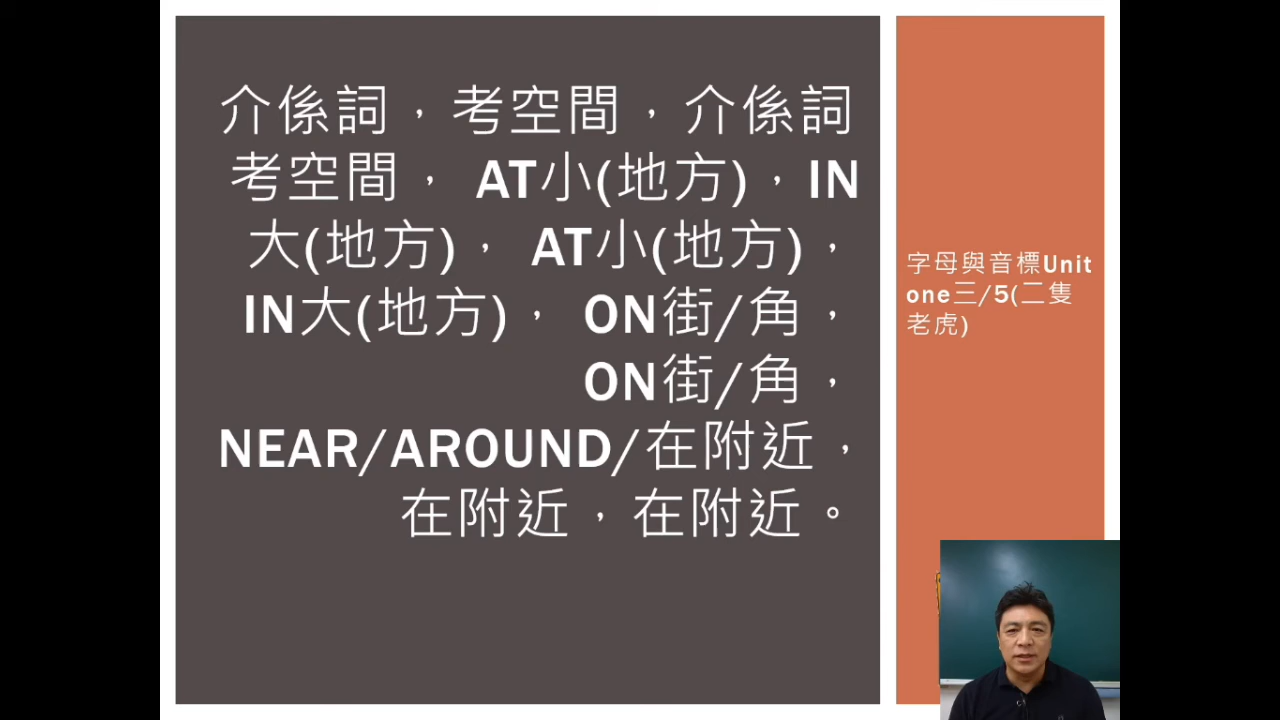 介係詞，考空間，介係詞
考空間， AT小(地方)，IN
大(地方)， AT小(地方)，
IN大(地方)， ON街/角，
ON街/角，
NEAR/AROUND/在附近，
在附近，在附近。
字母與音標Unit
one三/5(二隻
老虎)